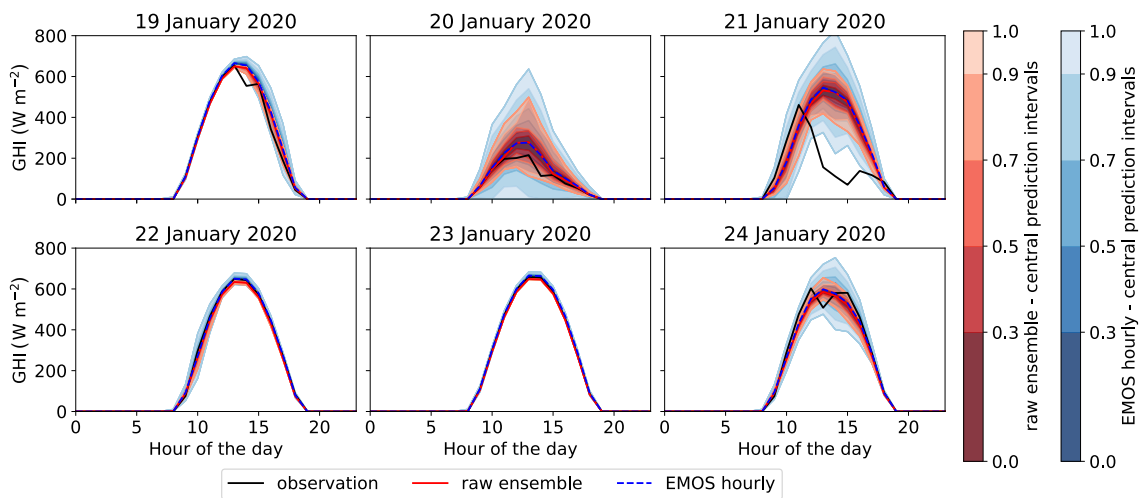 19 January 2020
20 January 2020
21 January 2020
GHI (W m−2)
800
600
400
200
0
22 January 2020
23 January 2020
24 January 2020
GHI (W m−2)
800
600
400
200
0
0 5 10 15 20
0 5 10 15 20
0 5 10 15 20
Hour of the day
Hour of the day
Hour of the day
observation
raw ensemble
EMOS hourly
1.0
0.9
0.7
0.5
0.3
0.0
raw ensemble - central prediction intervals
1.0
0.9
0.7
0.5
0.3
0.0
EMOS hourly - central prediction intervals